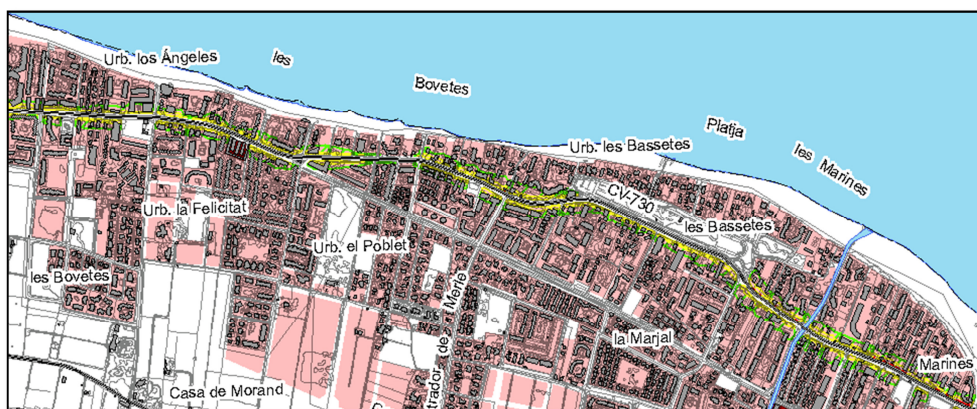 Urb. los Ángeles
les
Bovetes
Platja
les Marines
Urb. les Bassetes
CV-730
les Bassetes
Urb. la Felicitat
Urb. el Poblet
les Bovetes
Merle
la Marjal
Marines
Casa de Morand